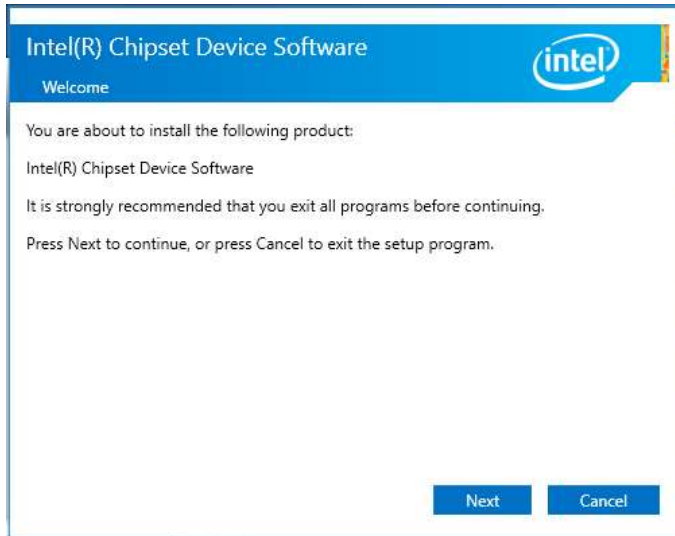 Intel(R) Chipset Device Software
intel
Welcome
You are about to install the following product:
Intel(R) Chipset Device Software
It is strongly recommended that you exit all programs before continuing.
Press Next to continue, or press Cancel to exit the setup program.
Next Cancel